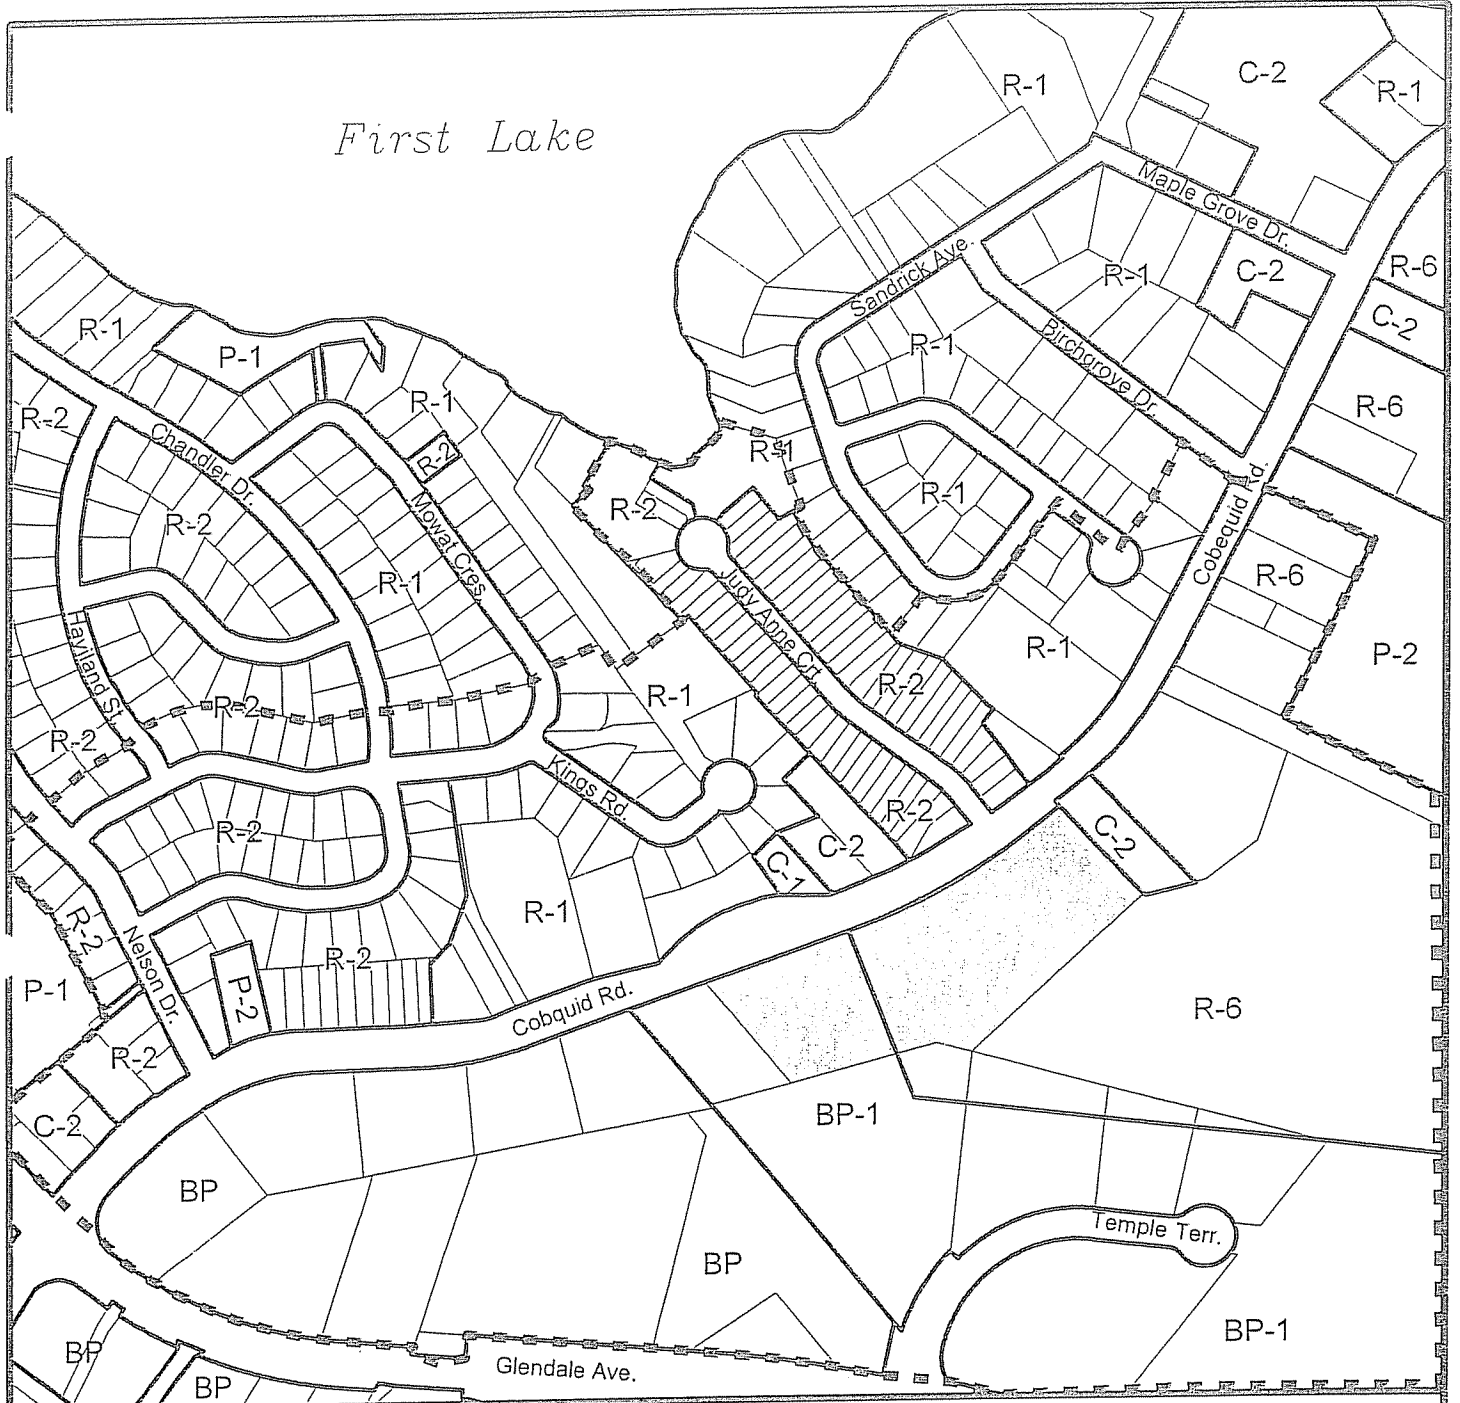 R-1
C-2
R-1
First Lake
Maple Grove Dr.
Sandrick Ave.
R-1
C-2
R-6
C-2
R-1
P-1
R-1
Birchgrove Dr.
R-1
R-6
R-2
Chandler Dr.
R-2
R-1
R-1
R-2
R-2
Mowat Cres.
R-1
Cobequid Rd.
R-6
Judy Anne Crt.
Haviland St.
R-1
P-2
R-2
R-1
R-2
R-2
Kings Rd.
R-2
R-2
C-2
C-2
C-1
R-1
R-2
Nelson Dr.
R-2
P-1
P-2
Cobquid Rd.
R-6
R-2
C-2
BP-1
BP
Temple Terr.
BP
BP-1
BP
Glendale Ave.
BP